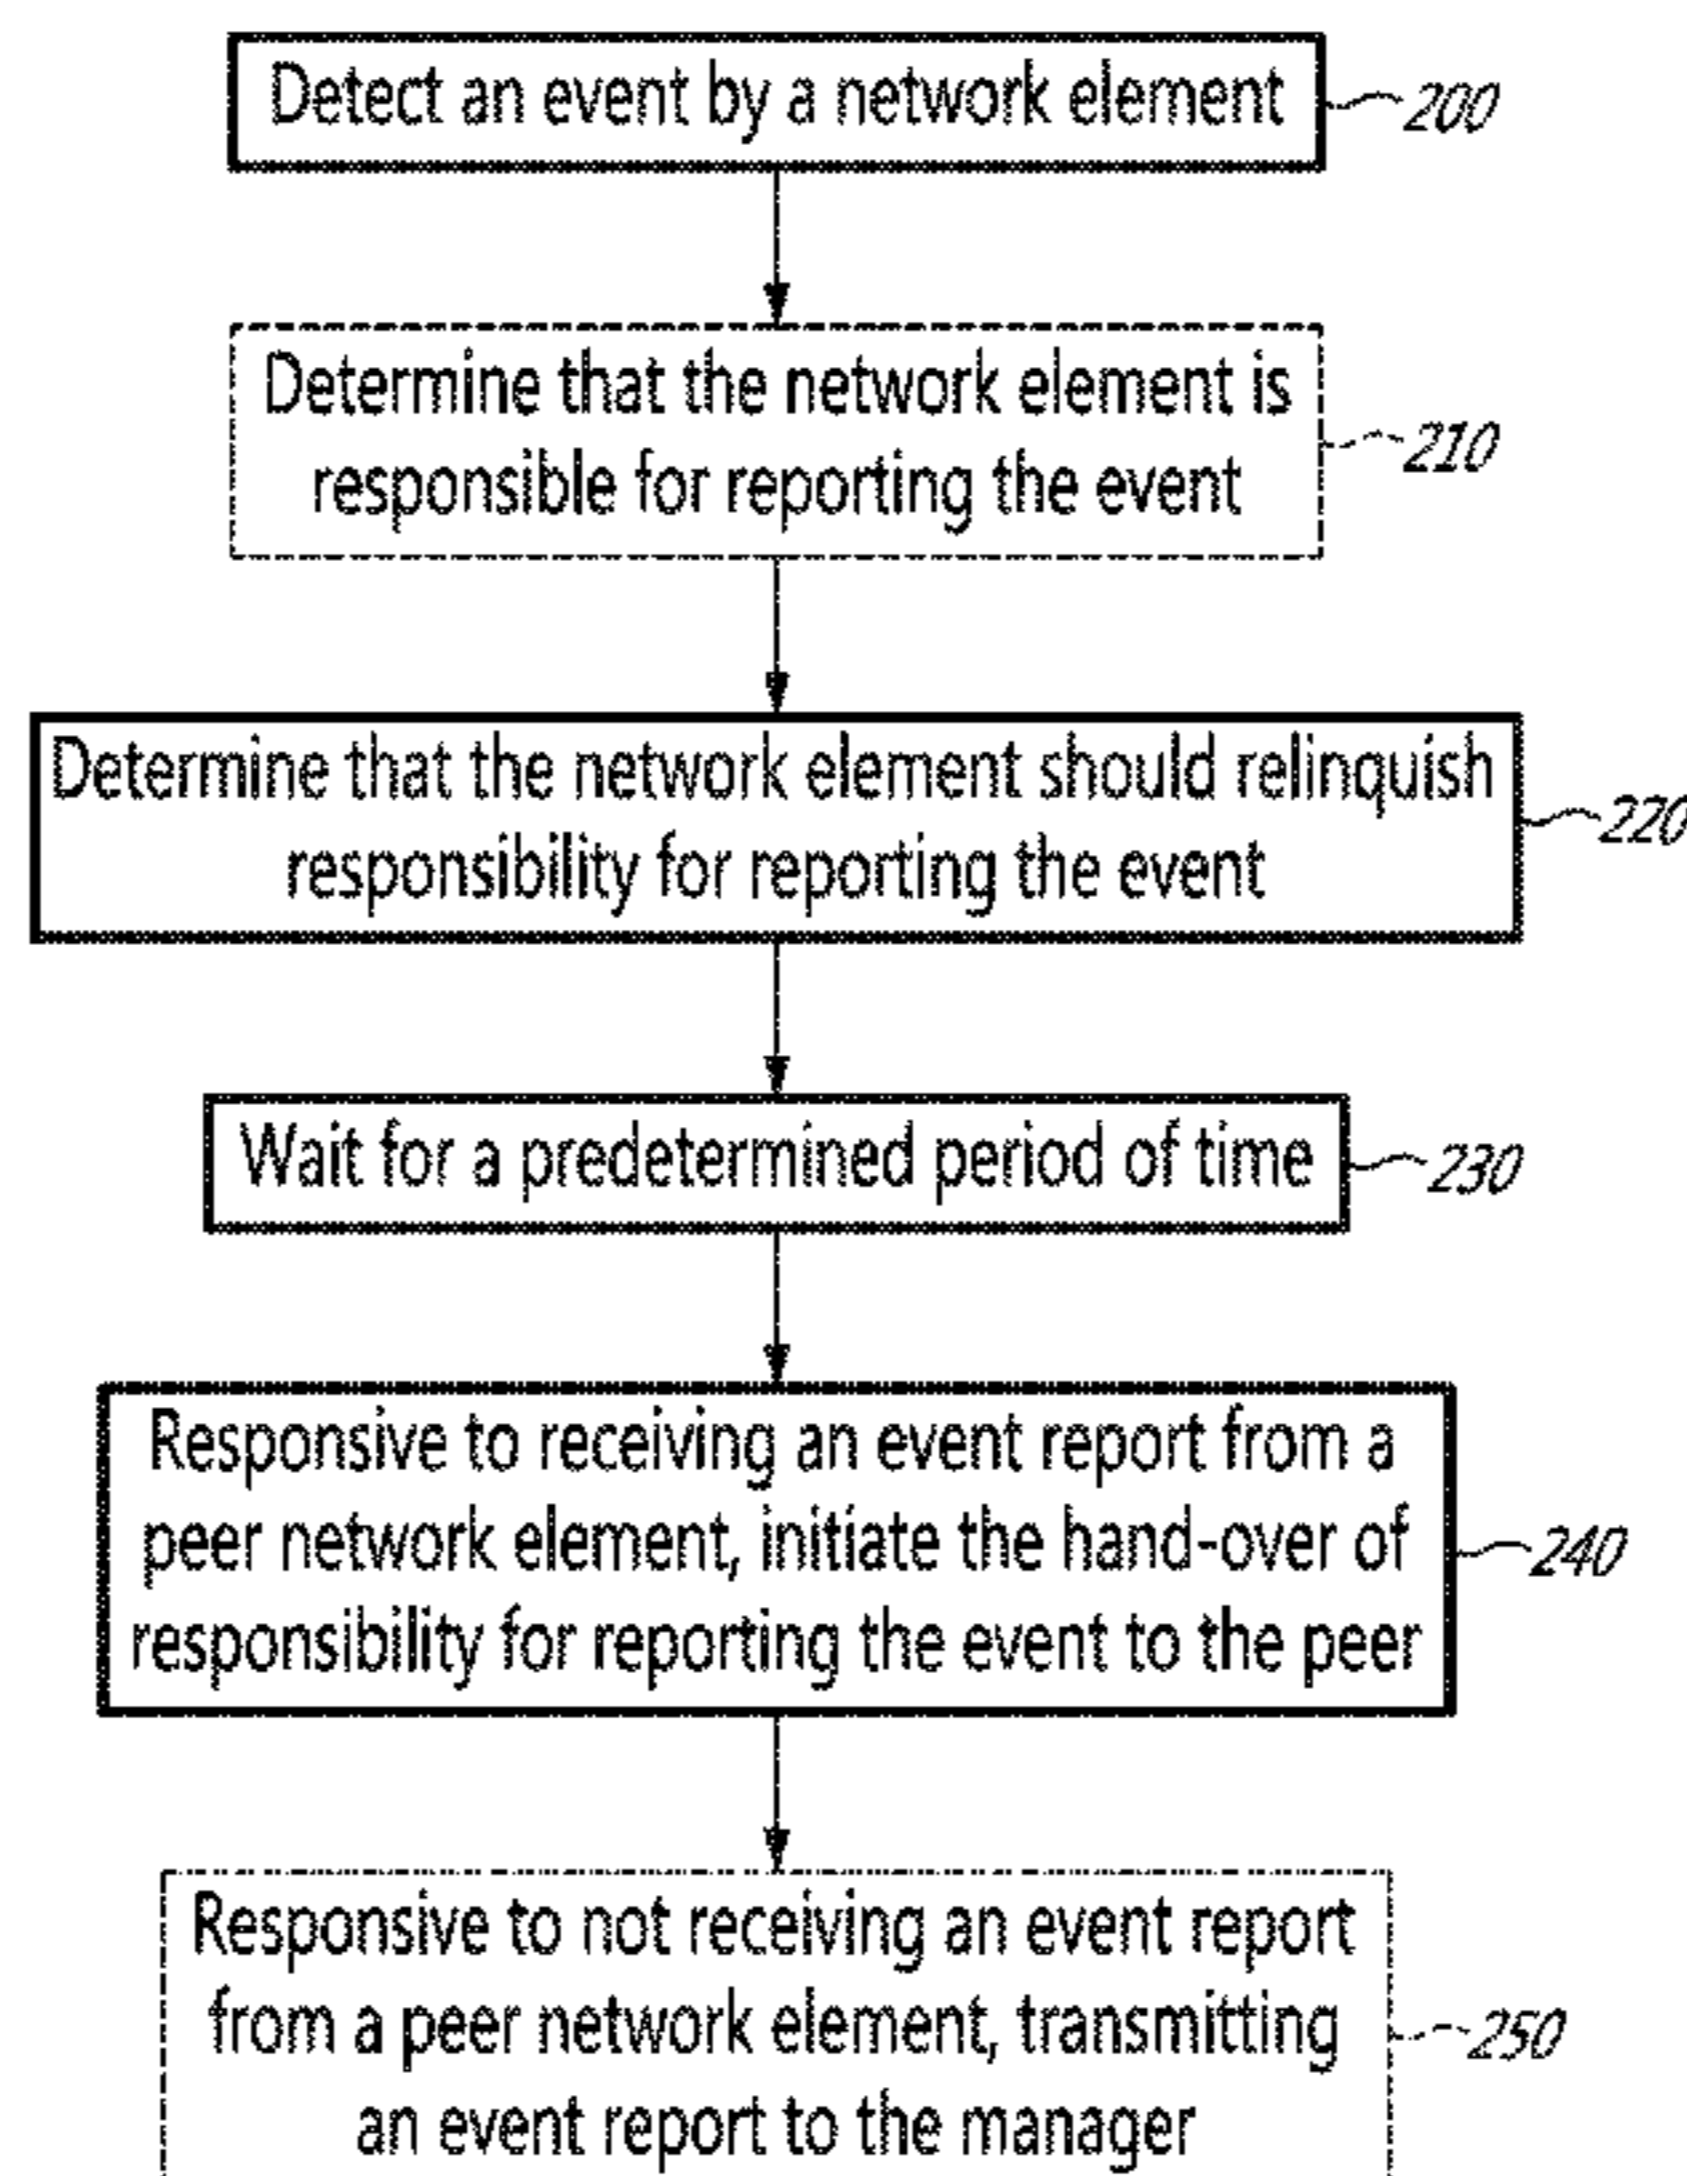 Detect an event by a network element
200
Determine that the network element is
responsible for reporting the event
210
Determine that the network element should relinquish
responsibility for reporting the event
220
Wait for a predetermined period of time
230
Responsive to receiving an event report from a
peer network element, initiate the hand-over of
responsibility for reporting the event to the peer
240
Responsive to not receiving an event report
from a peer network element, transmitting
an event report to the manager
250